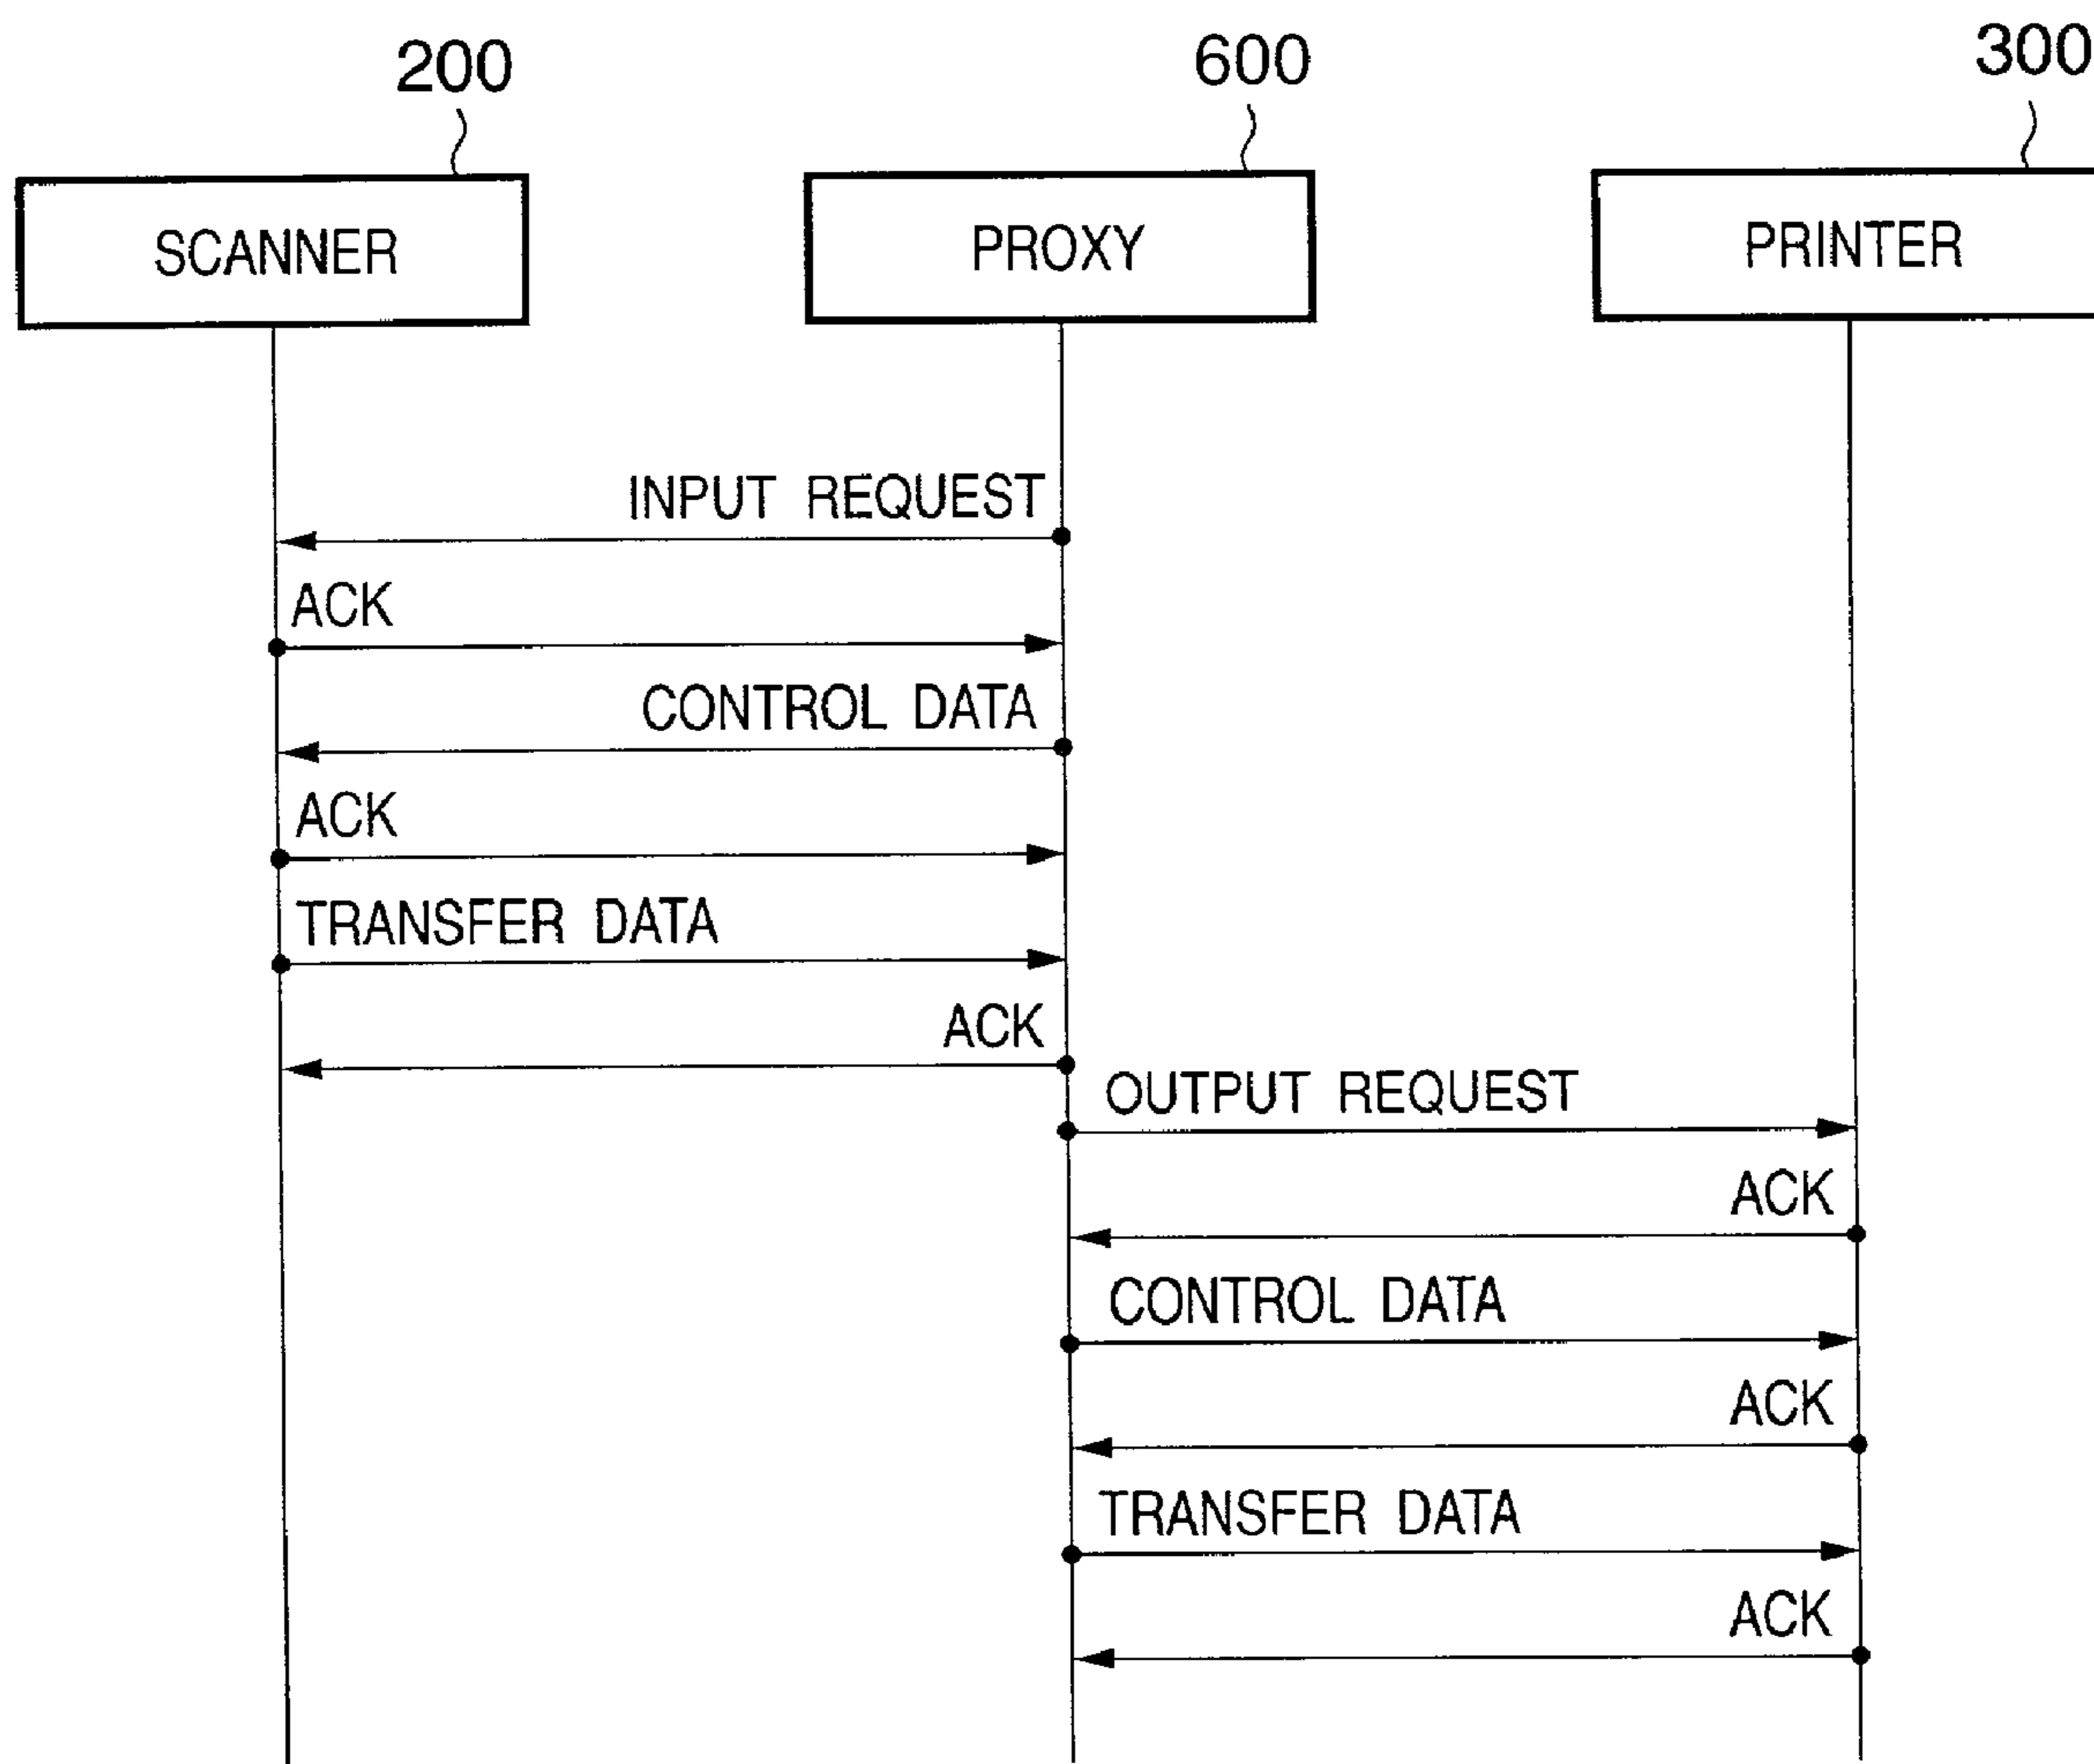 200
600
300
SCANNER
PROXY
PRINTER
INPUT REQUEST
ACK
CONTROL DATA
ACK
TRANSFER DATA
ACK
OUTPUT REQUEST
ACK
CONTROL DATA
ACK
TRANSFER DATA
ACK